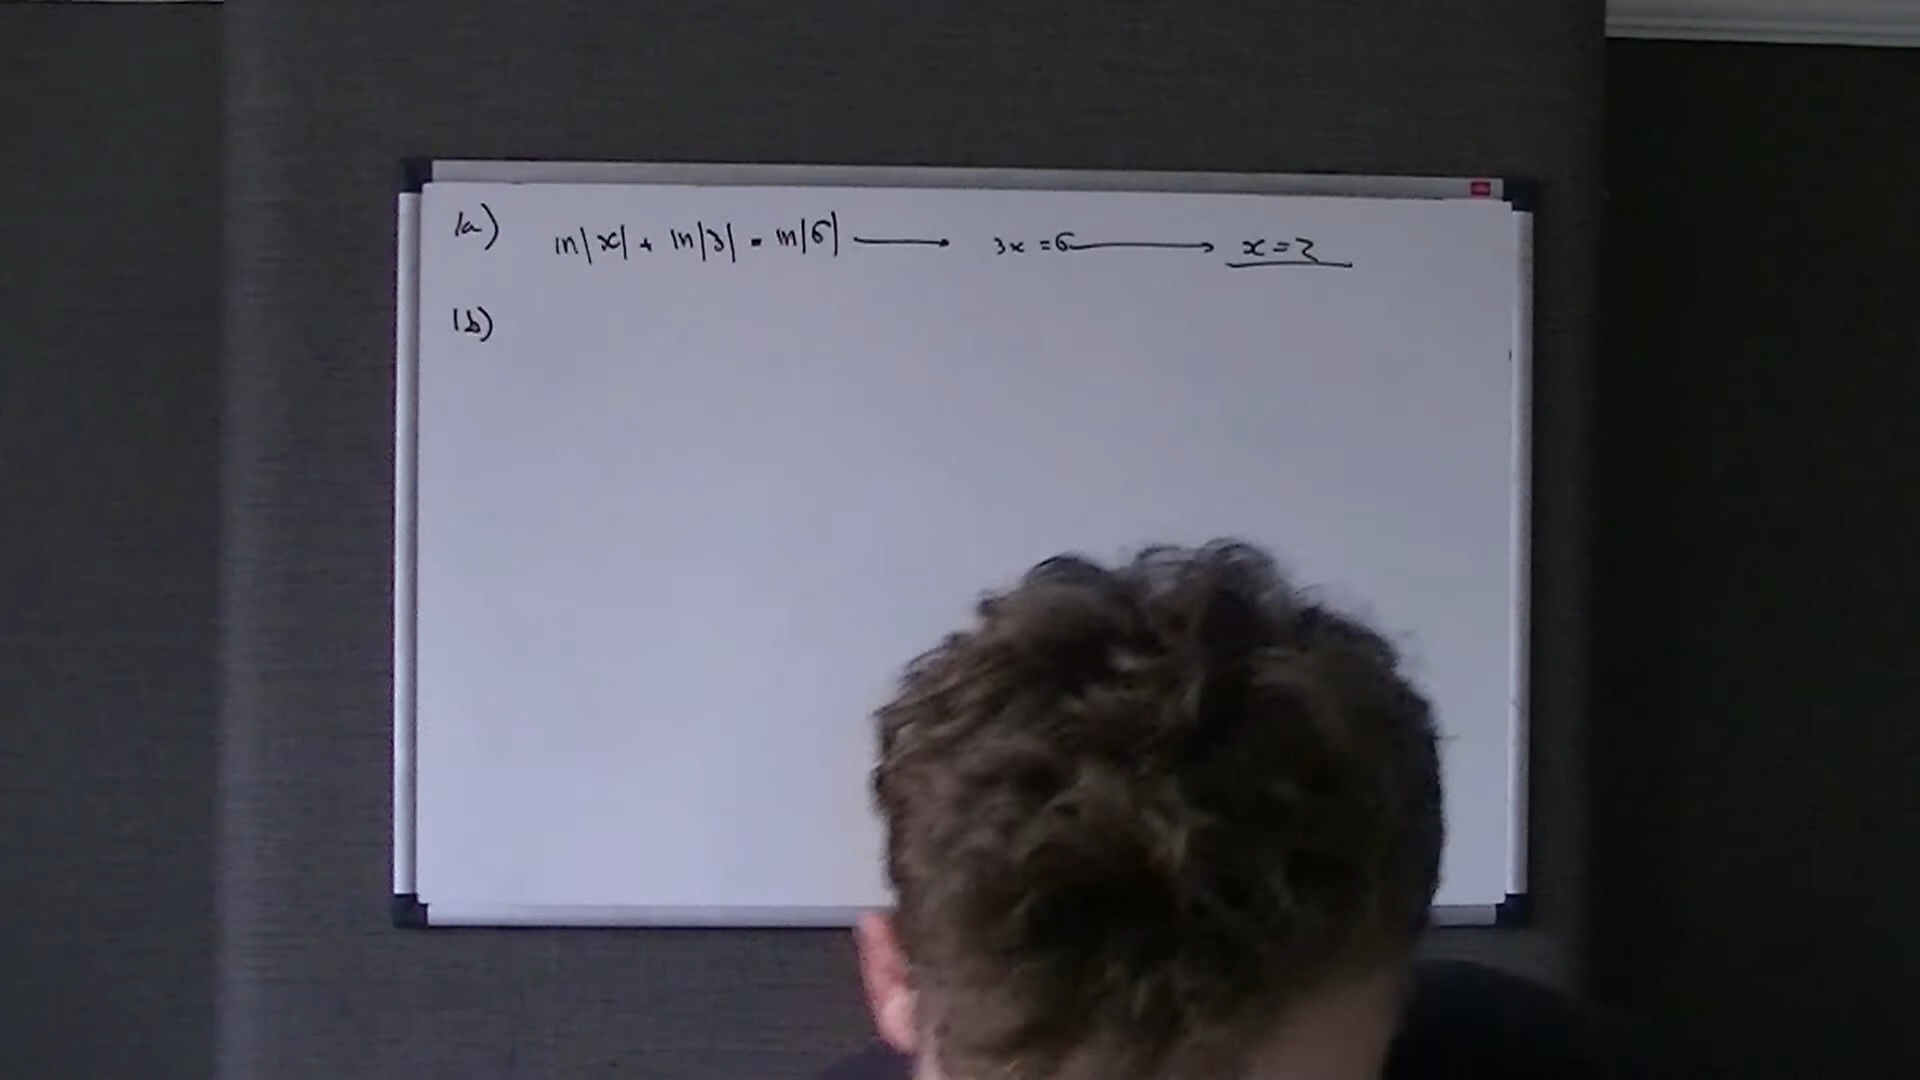 1a) ln|x| + ln|3| = ln|6| → 3x = 6 → x = 2
1b)